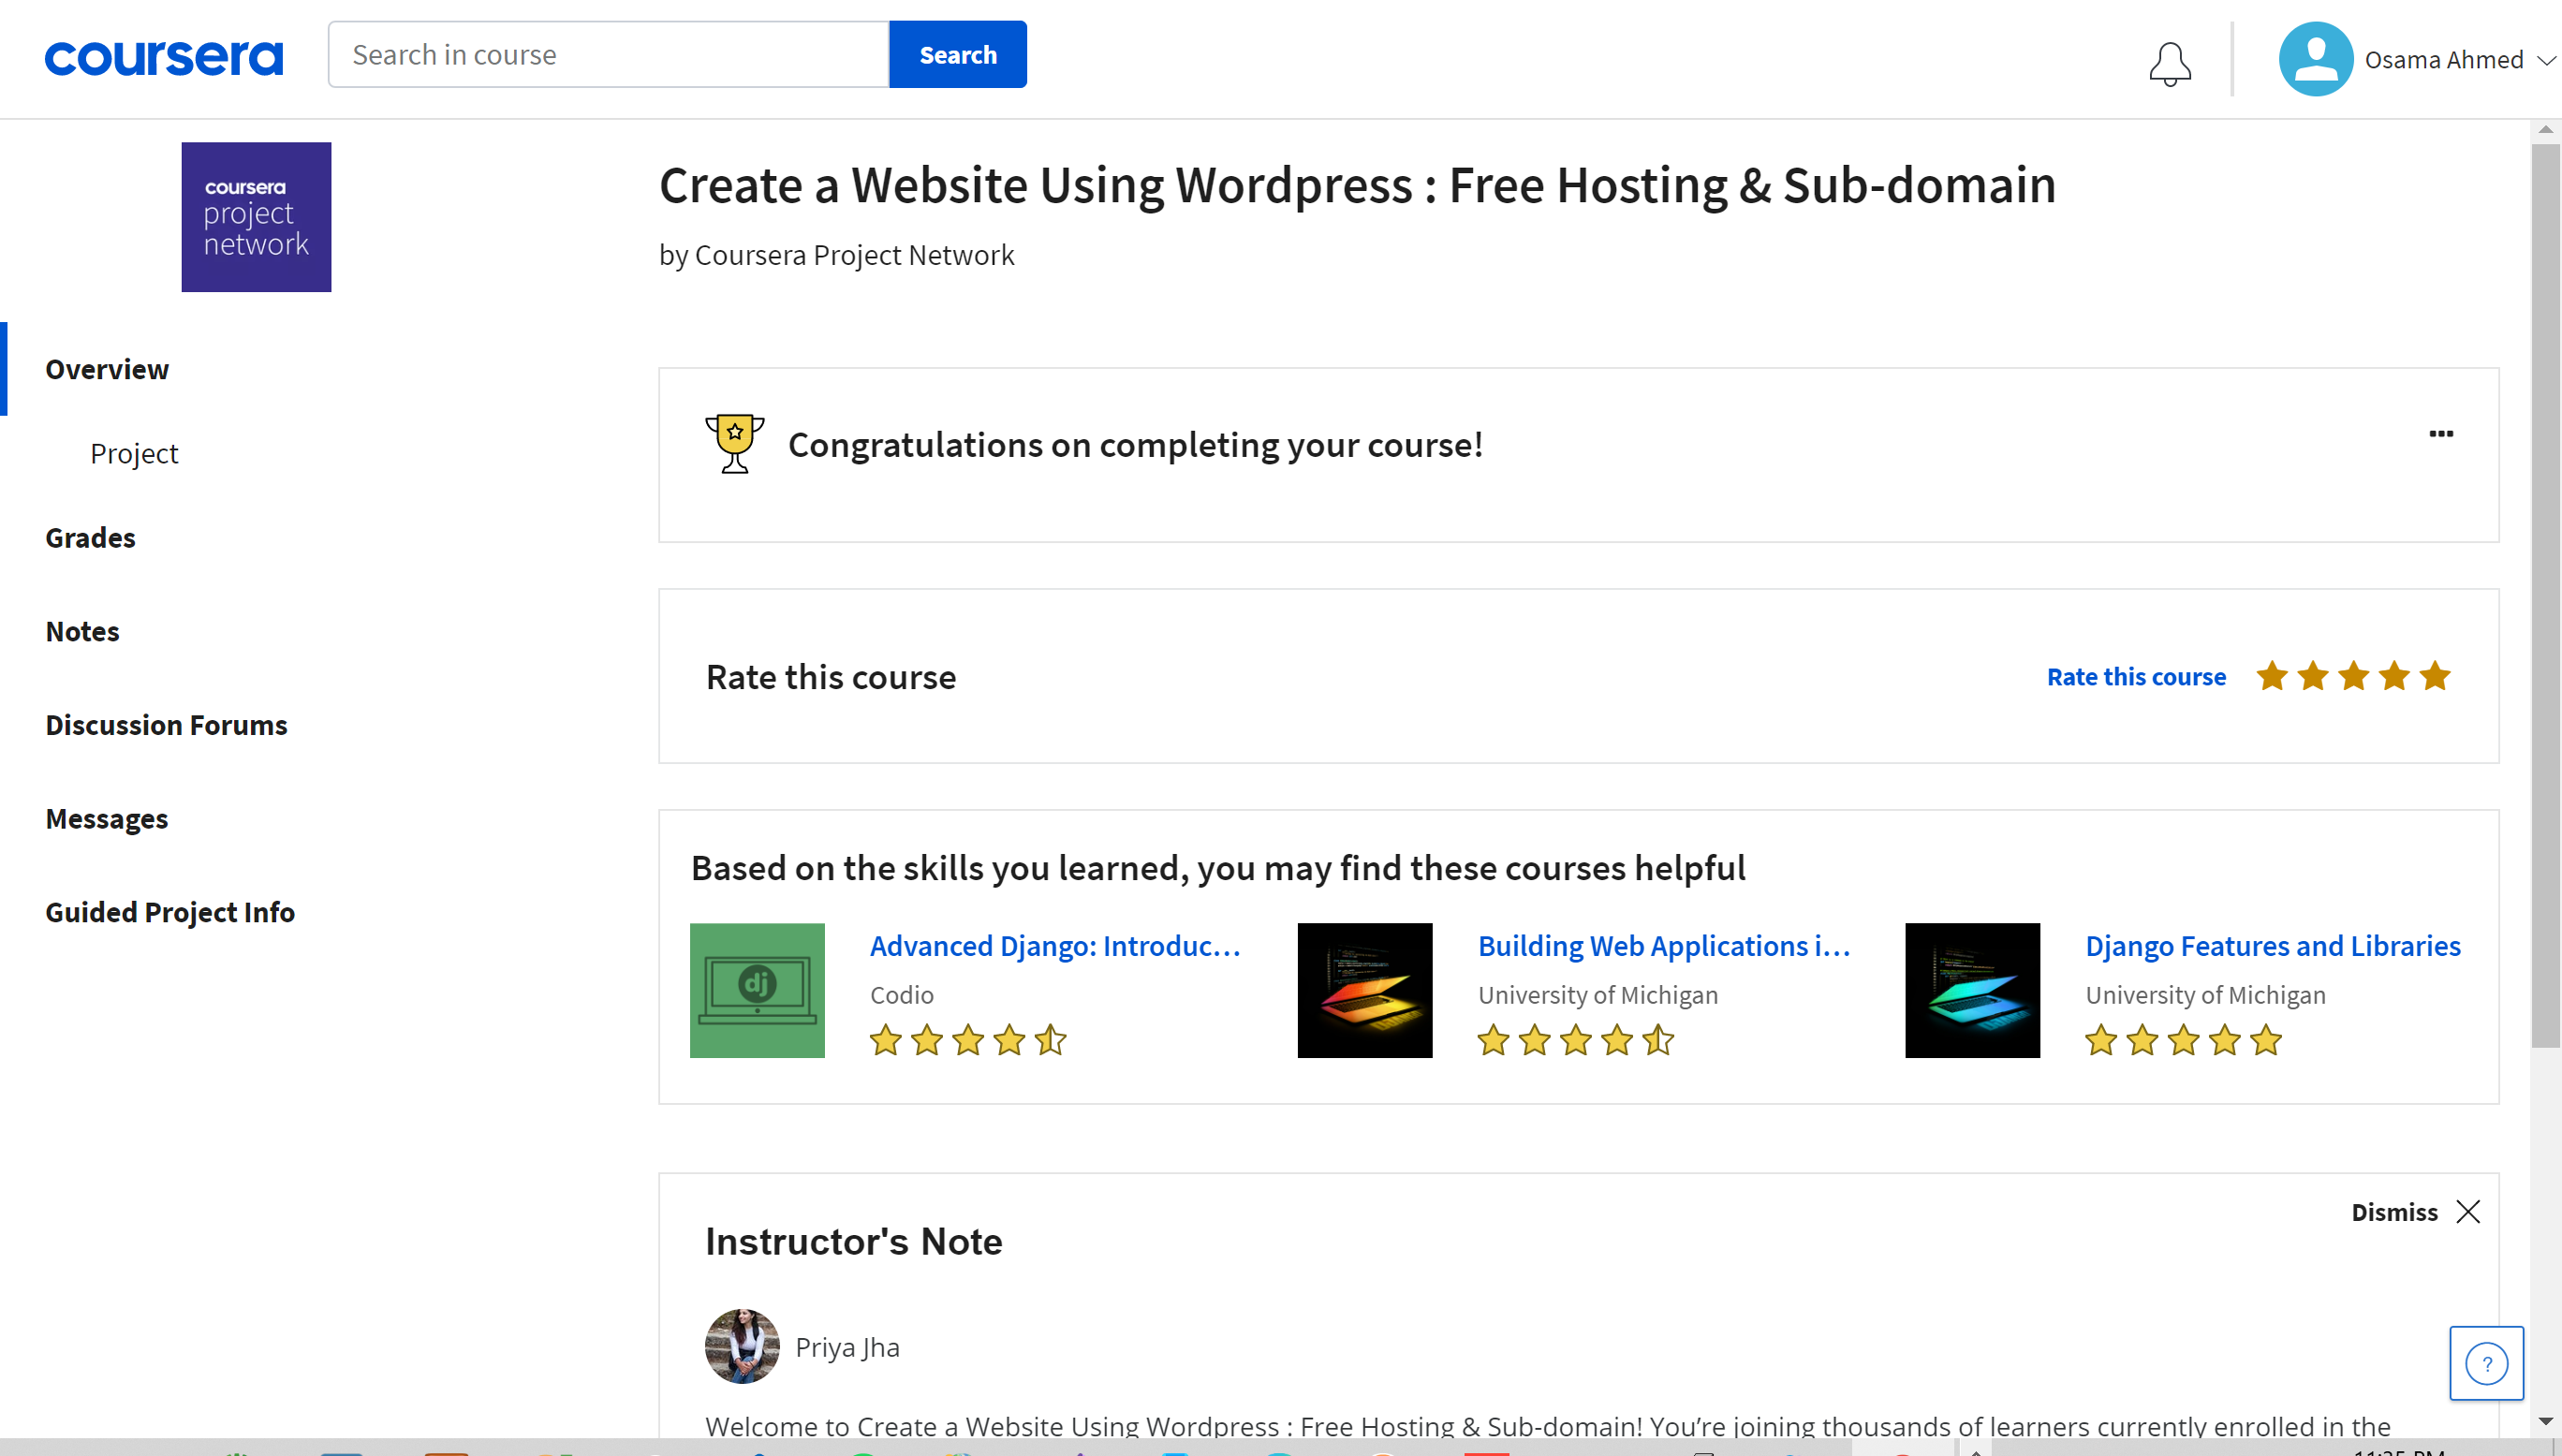 coursera
Search in course
Search
Osama Ahmed
coursera
project
network
Overview
Project
Grades
Notes
Discussion Forums
Messages
Guided Project Info
Create a Website Using Wordpress : Free Hosting & Sub-domain
by Coursera Project Network
Congratulations on completing your course!
Rate this course
Rate this course
Based on the skills you learned, you may find these courses helpful
dj
Advanced Django: Introduc...
Codio
Building Web Applications i...
University of Michigan
Django Features and Libraries
University of Michigan
Dismiss
Instructor's Note
Priya Jha
?
Welcome to Create a Website Using Wordpress : Free Hosting & Sub-domain! You’re joining thousands of learners currently enrolled in the